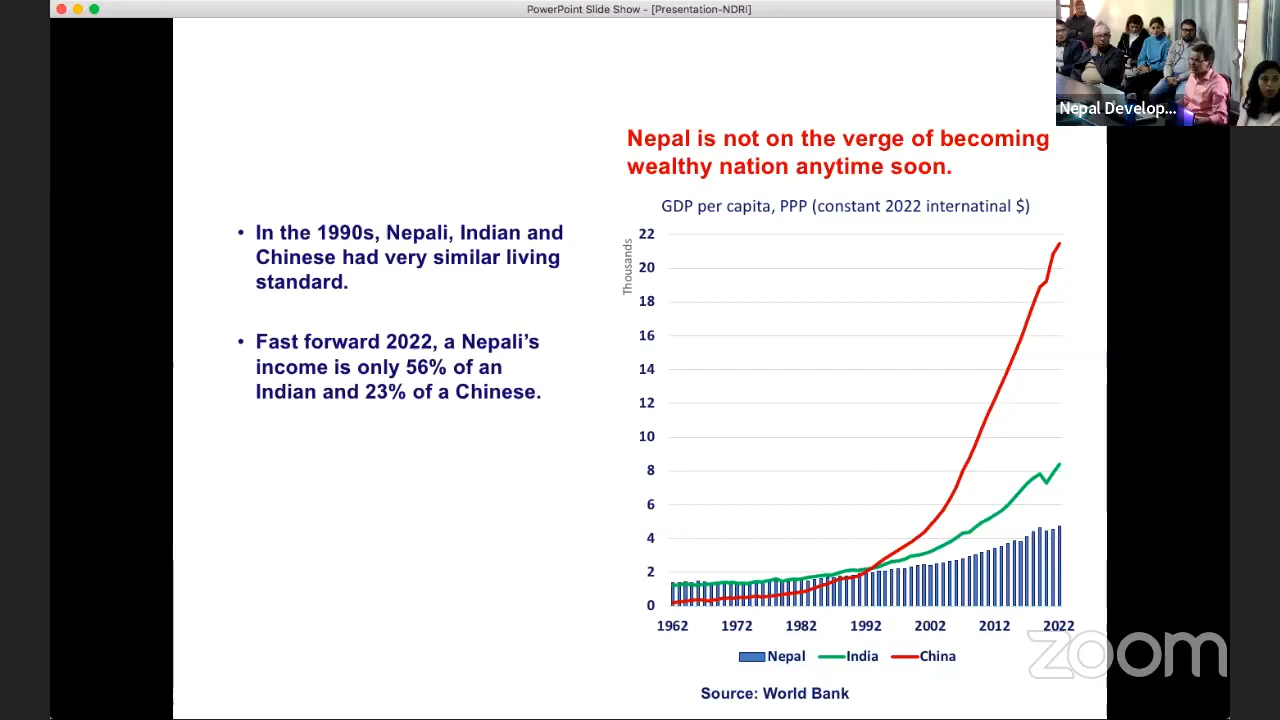 PowerPoint Slide Show - [Presentation-NDRI]
Nepal Develop...
Nepal is not on the verge of becoming
wealthy nation anytime soon.
• In the 1990s, Nepali, Indian and
Chinese had very similar living
standard.
• Fast forward 2022, a Nepali’s
income is only 56% of an
Indian and 23% of a Chinese.
GDP per capita, PPP (constant 2022 internatinal $)
Thousands
22
20
18
16
14
12
10
8
6
4
2
0
1962 1972 1982 1992 2002 2012 2022
Nepal India China
Source: World Bank
zoom